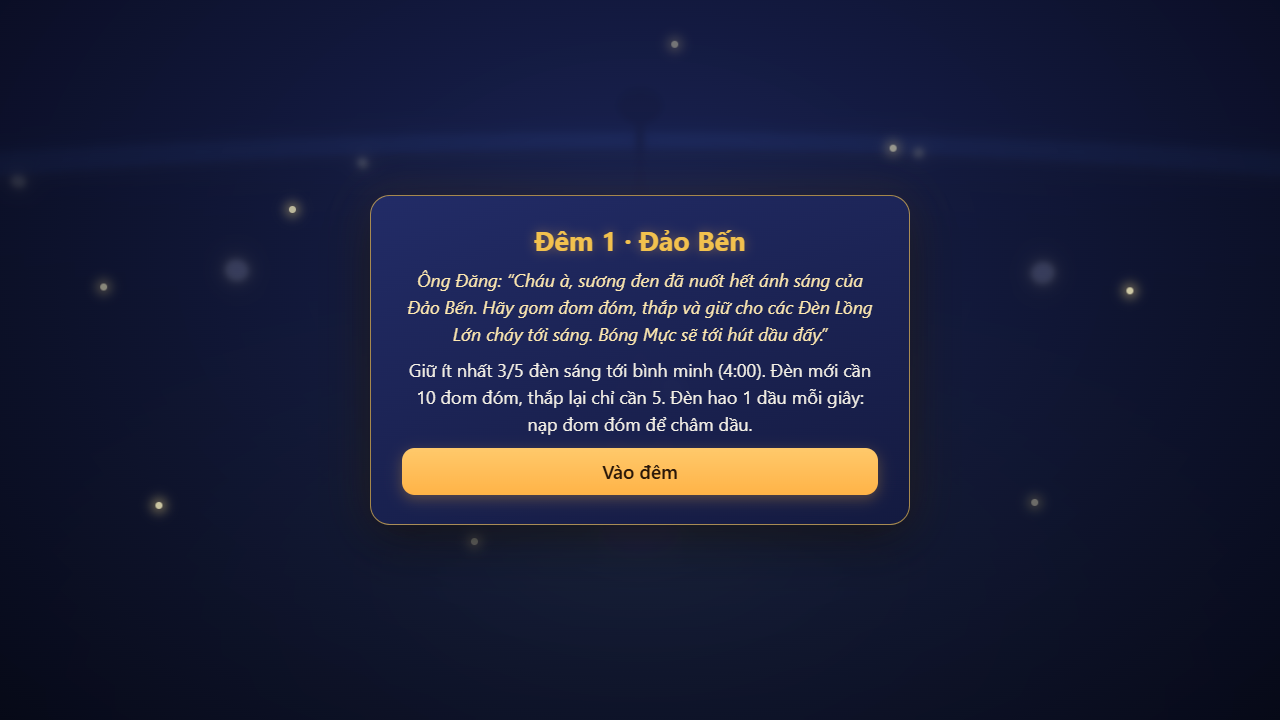 Đêm 1 · Đảo Bến
Ông Đăng: “Cháu à, sương đen đã nuốt hết ánh sáng của
Đảo Bến. Hãy gom đom đóm, thắp và giữ cho các Đèn Lồng
Lớn cháy tới sáng. Bóng Mực sẽ tới hút dầu đấy.”
Giữ ít nhất 3/5 đèn sáng tới bình minh (4:00). Đèn mới cần
10 đom đóm, thắp lại chỉ cần 5. Đèn hao 1 dầu mỗi giây:
nạp đom đóm để châm dầu.
Vào đêm